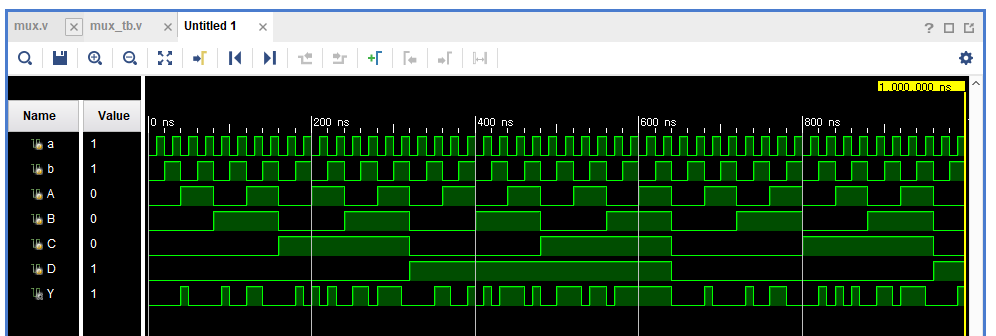 mux.v mux_tb.v Untitled 1 ?
1,000.000 ns
Name Value
0 ns 200 ns 400 ns 600 ns 800 ns
a 1
b 1
A 0
B 0
C 0
D 1
Y 1